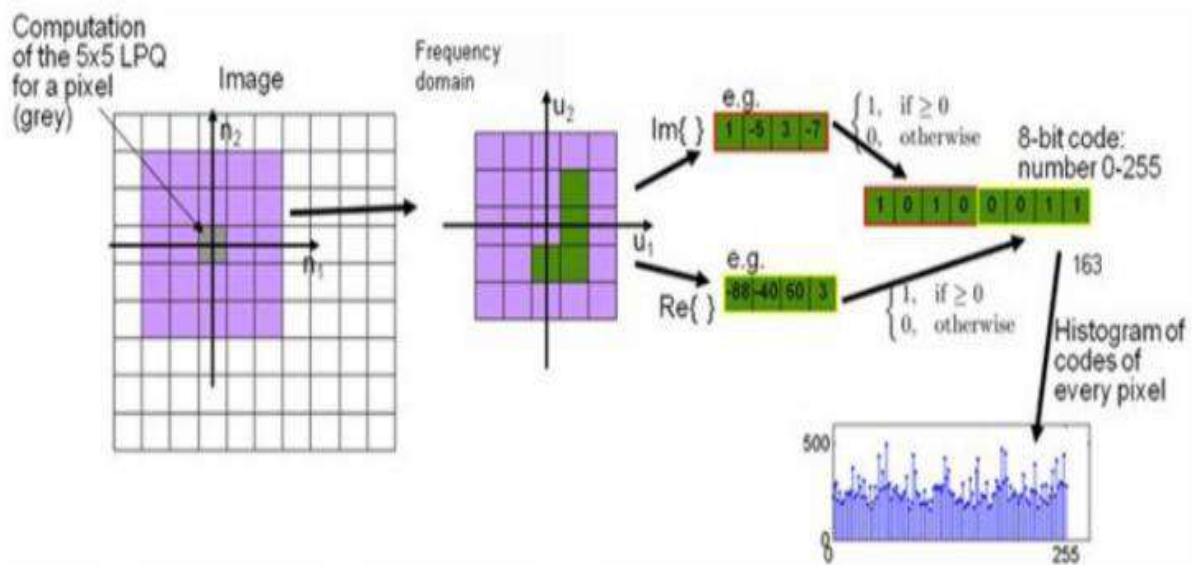 Computation
of the 5x5 LPQ
for a pixel
(grey)
Image
n2
n1
Frequency
domain
u2
u1
Im{ }
e.g.
1 -5 3 -7
{1, if ≥ 0
0, otherwise
8-bit code:
number 0-255
1 0 1 0 0 0 1 1
Re{ }
e.g.
-88 -40 60 3
{1, if ≥ 0
0, otherwise
163
Histogram of
codes of
every pixel
500
0
0
255